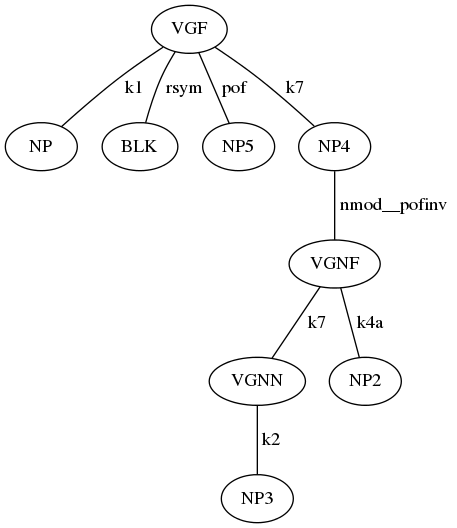 VGF
k1 rsym pof k7
NP BLK NP5 NP4
nmod__pofinv
VGNF
k7 k4a
VGNN NP2
k2
NP3